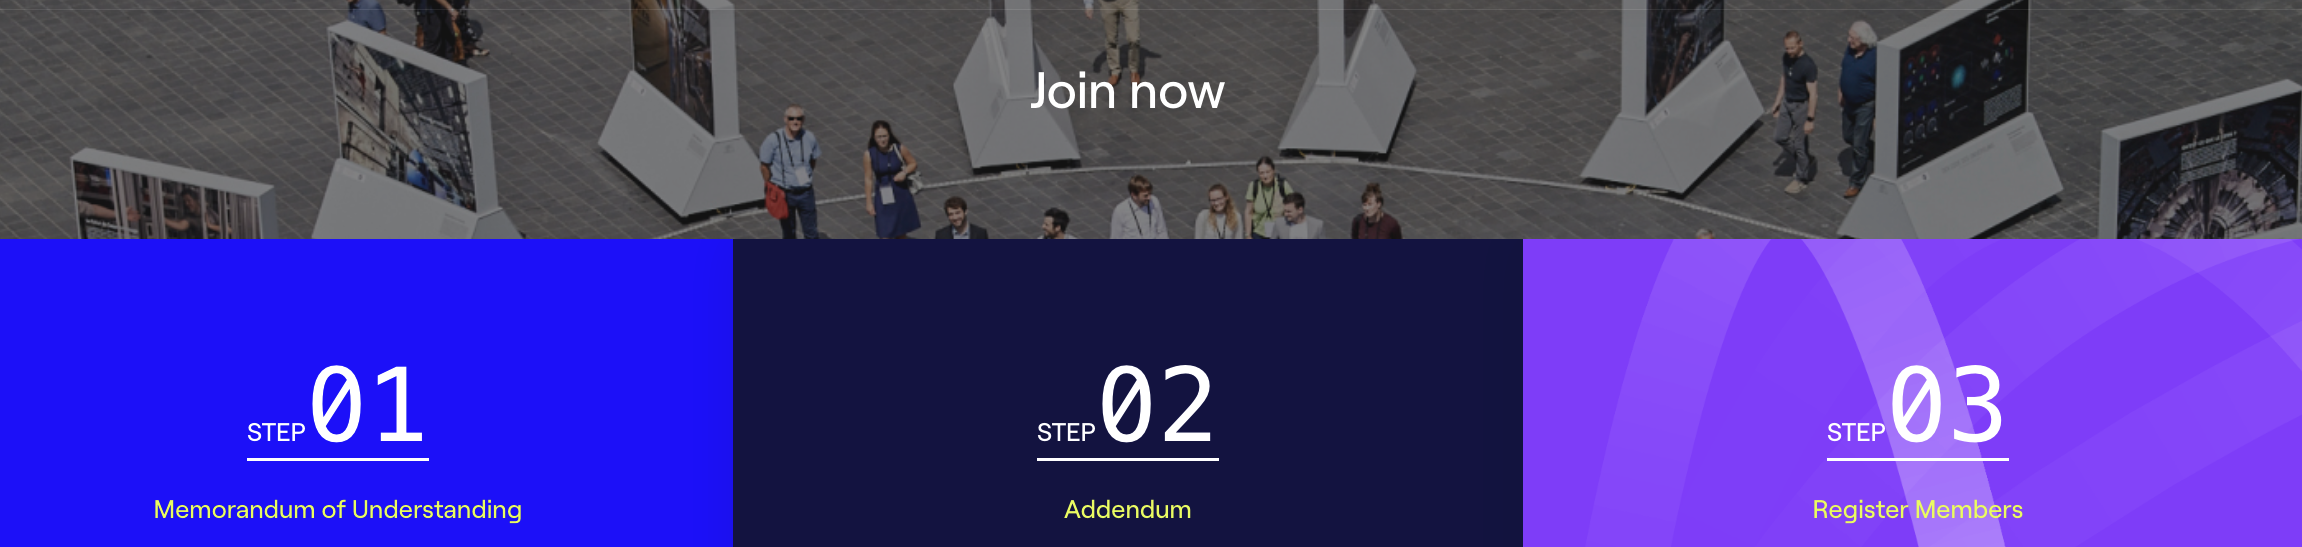 Join now
STEP 01
Memorandum of Understanding
STEP 02
Addendum
STEP 03
Register Members